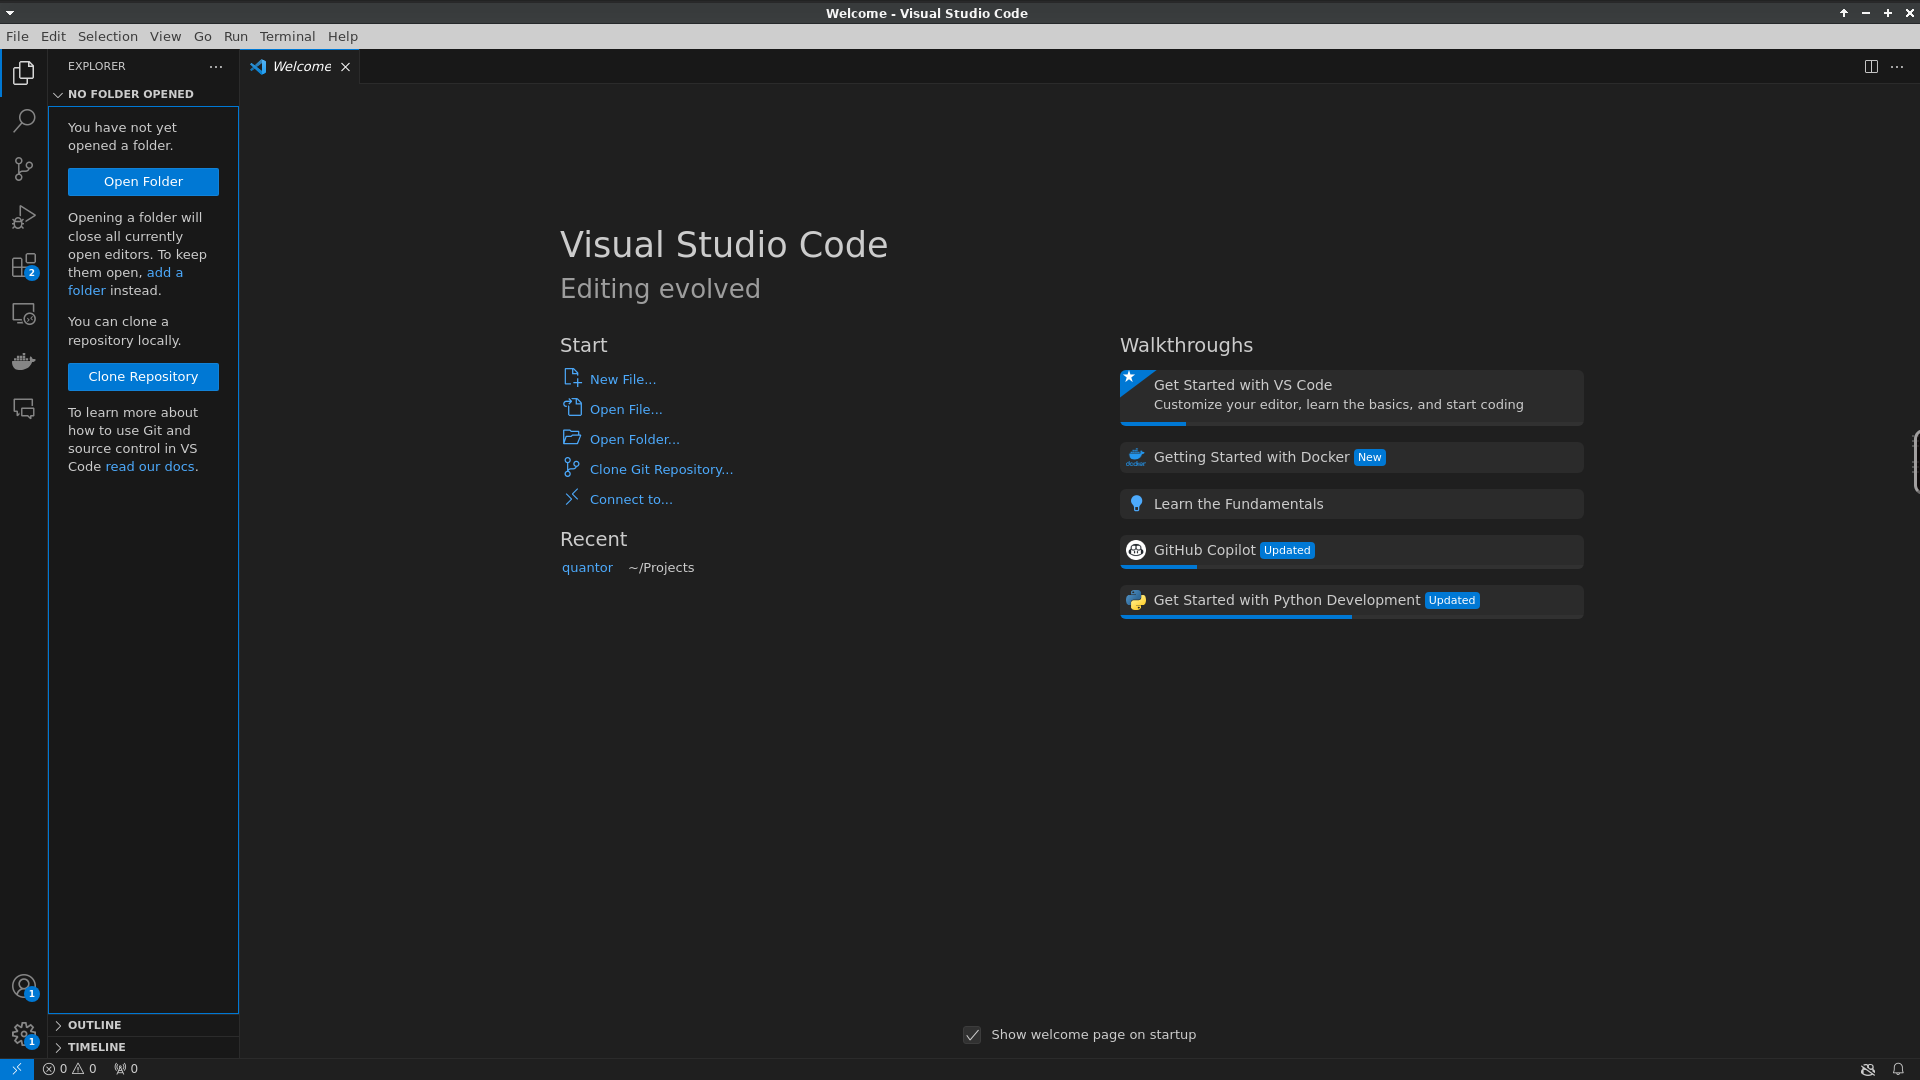 Welcome - Visual Studio Code
File Edit Selection View Go Run Terminal Help
EXPLORER
Welcome
NO FOLDER OPENED
You have not yet
opened a folder.
Open Folder
Opening a folder will
close all currently
open editors. To keep
them open, add a
folder instead.
You can clone a
repository locally.
Clone Repository
To learn more about
how to use Git and
source control in VS
Code read our docs.
2
1
1
OUTLINE
TIMELINE
Visual Studio Code
Editing evolved
Start
New File...
Open File...
Open Folder...
Clone Git Repository...
Connect to...
Recent
quantor ~/Projects
Walkthroughs
Get Started with VS Code
Customize your editor, learn the basics, and start coding
Getting Started with Docker New
Learn the Fundamentals
GitHub Copilot Updated
Get Started with Python Development Updated
Show welcome page on startup
0 0 0